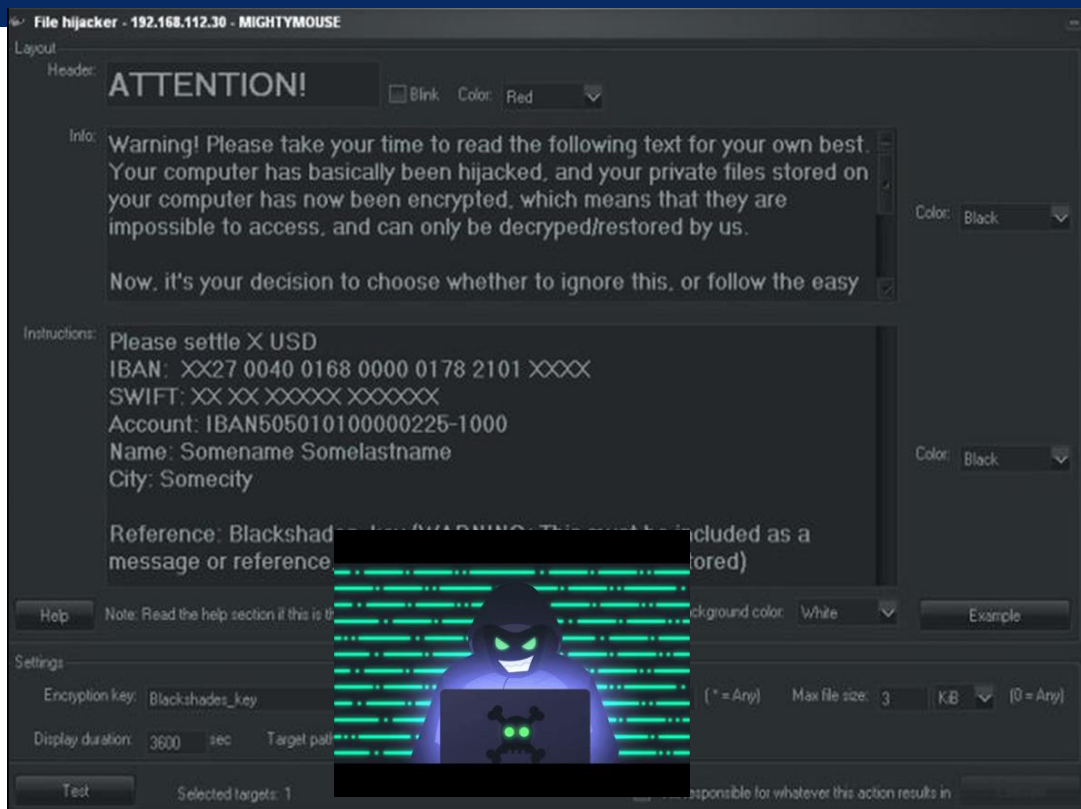 File hijacker - 192.168.112.30 - MIGHTYMOUSE
Layout
Header: ATTENTION! Blink Color: Red
Info: Warning! Please take your time to read the following text for your own best.
Your computer has basically been hijacked, and your private files stored on
your computer has now been encrypted, which means that they are
impossible to access, and can only be decryped/restored by us.
Color: Black
Now, it's your decision to choose whether to ignore this, or follow the easy
Instructions: Please settle X USD
IBAN: XX27 0040 0168 0000 0178 2101 XXXX
SWIFT: XX XX XXXXX XXXXXX
Account: IBAN505010100000225-1000
Name: Somename Somelastname
Color: Black
City: Somecity
Reference: Blackshad cluded as a
message or reference ored)
Help Note: Read the help section if this is th ckground color: White Example
Settings
Encryption key: Blackshades_key (* = Any) Max file size: 3 KiB (0 = Any)
Display duration: 3600 sec Target pat
Test Selected targets: 1 esponsible for whatever this action results in